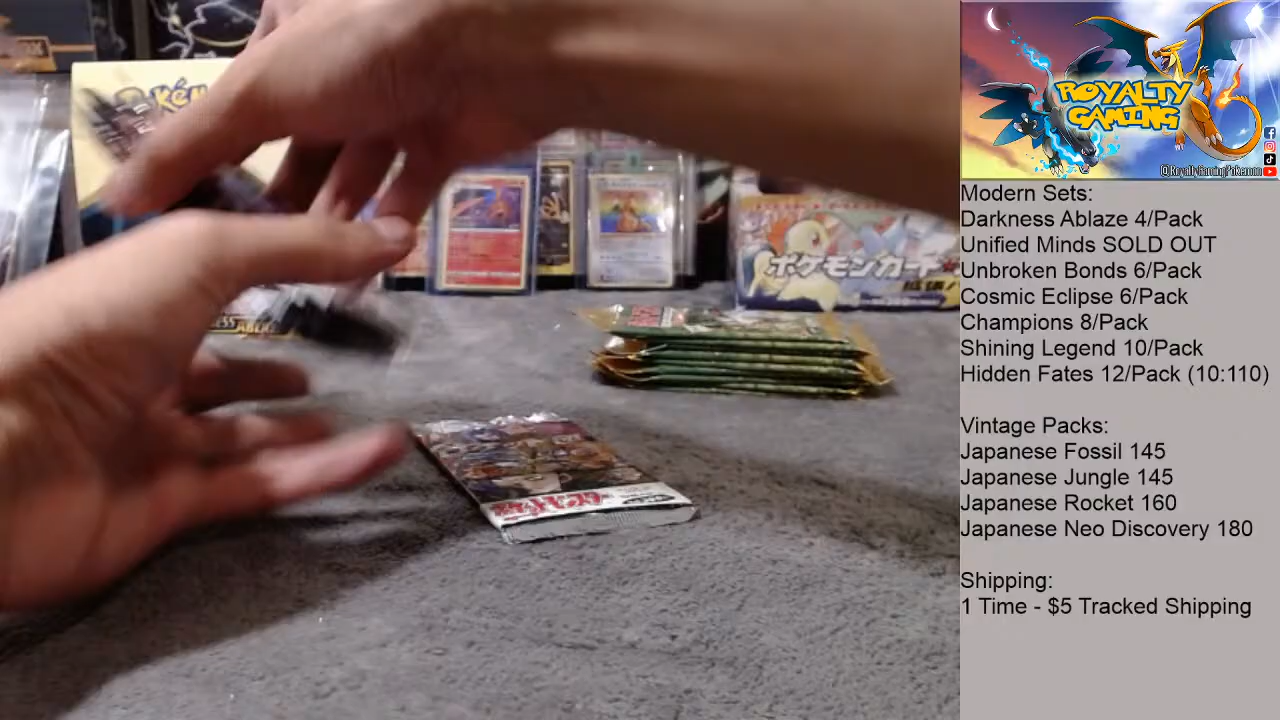 Poké
ROYALTY
GAMING
@RoyaltyGamingPokemon
Modern Sets:
Darkness Ablaze 4/Pack
Unified Minds SOLD OUT
Unbroken Bonds 6/Pack
Cosmic Eclipse 6/Pack
Champions 8/Pack
Shining Legend 10/Pack
Hidden Fates 12/Pack (10:110)
Vintage Packs:
Japanese Fossil 145
Japanese Jungle 145
Japanese Rocket 160
Japanese Neo Discovery 180
Shipping:
1 Time - $5 Tracked Shipping
ポケモンカード